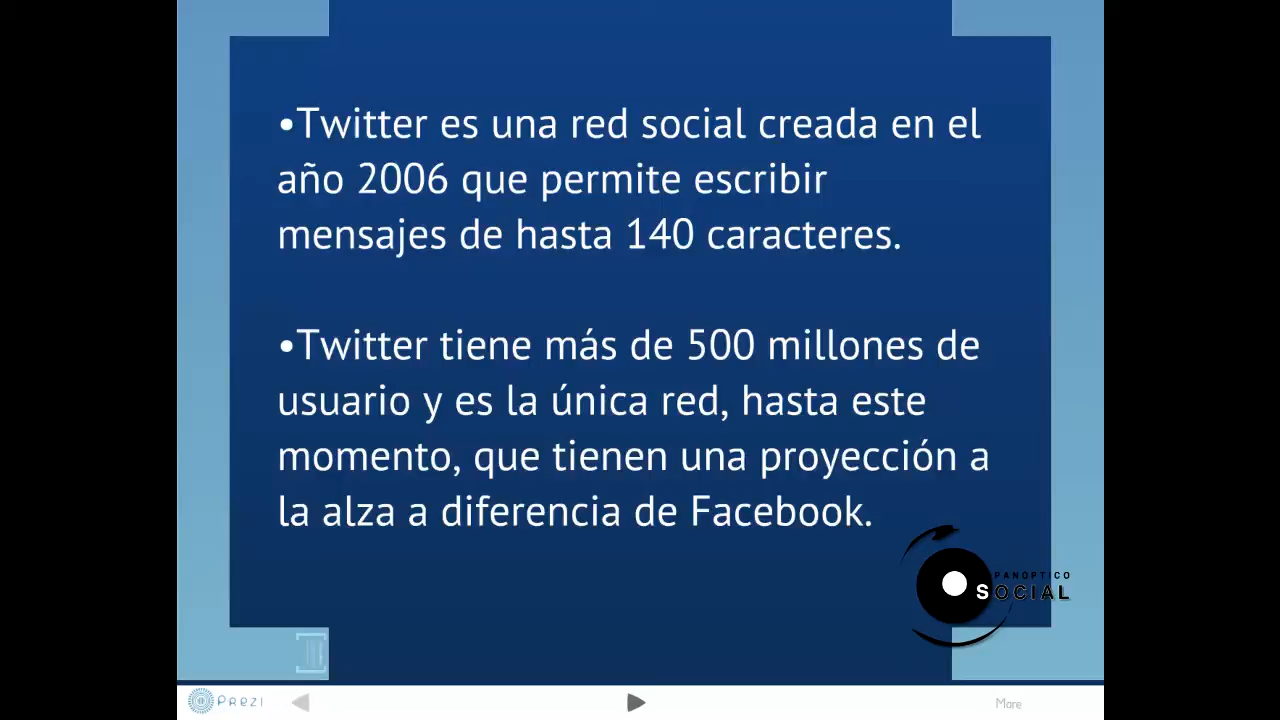 •Twitter es una red social creada en el
año 2006 que permite escribir
mensajes de hasta 140 caracteres.
•Twitter tiene más de 500 millones de
usuario y es la única red, hasta este
momento, que tienen una proyección a
la alza a diferencia de Facebook.
PANOPTICO
SOCIAL
PREZI
Mare